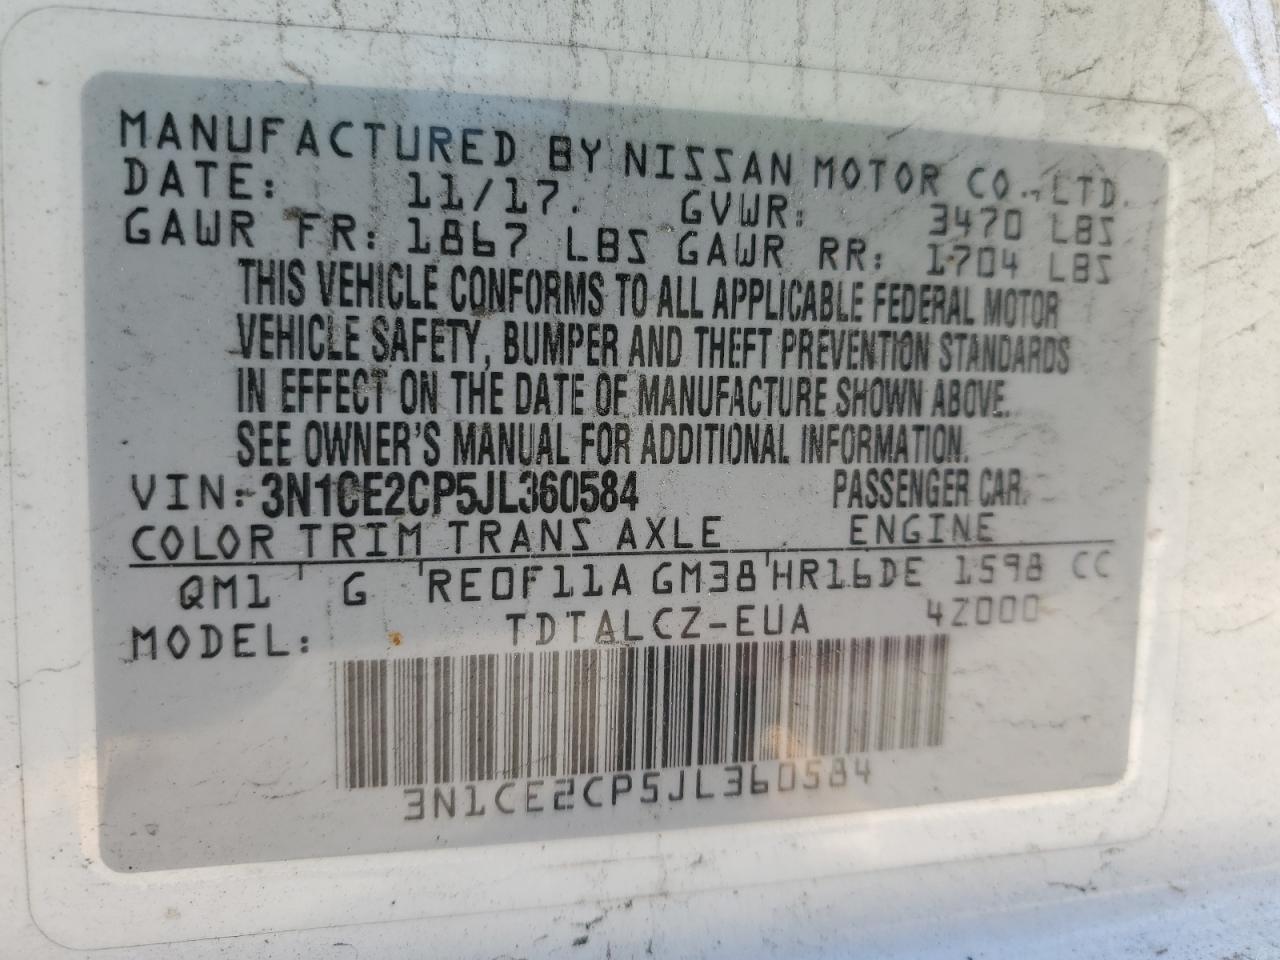 MANUFACTURED BY NISSAN MOTOR CO., LTD.
DATE: 11/17. GVWR: 3470 LBS
GAWR FR: 1867 LBS GAWR RR: 1704 LBS
THIS VEHICLE CONFORMS TO ALL APPLICABLE FEDERAL MOTOR
VEHICLE SAFETY, BUMPER AND THEFT PREVENTION STANDARDS
IN EFFECT ON THE DATE OF MANUFACTURE SHOWN ABOVE.
SEE OWNER'S MANUAL FOR ADDITIONAL INFORMATION.
VIN: 3N1CE2CP5JL360584 PASSENGER CAR.
COLOR TRIM TRANS AXLE ENGINE
QM1 G RE0F11A GM38 HR16DE 1598 CC
MODEL: TDTALCZ-EUA 4Z000
3N1CE2CP5JL360584